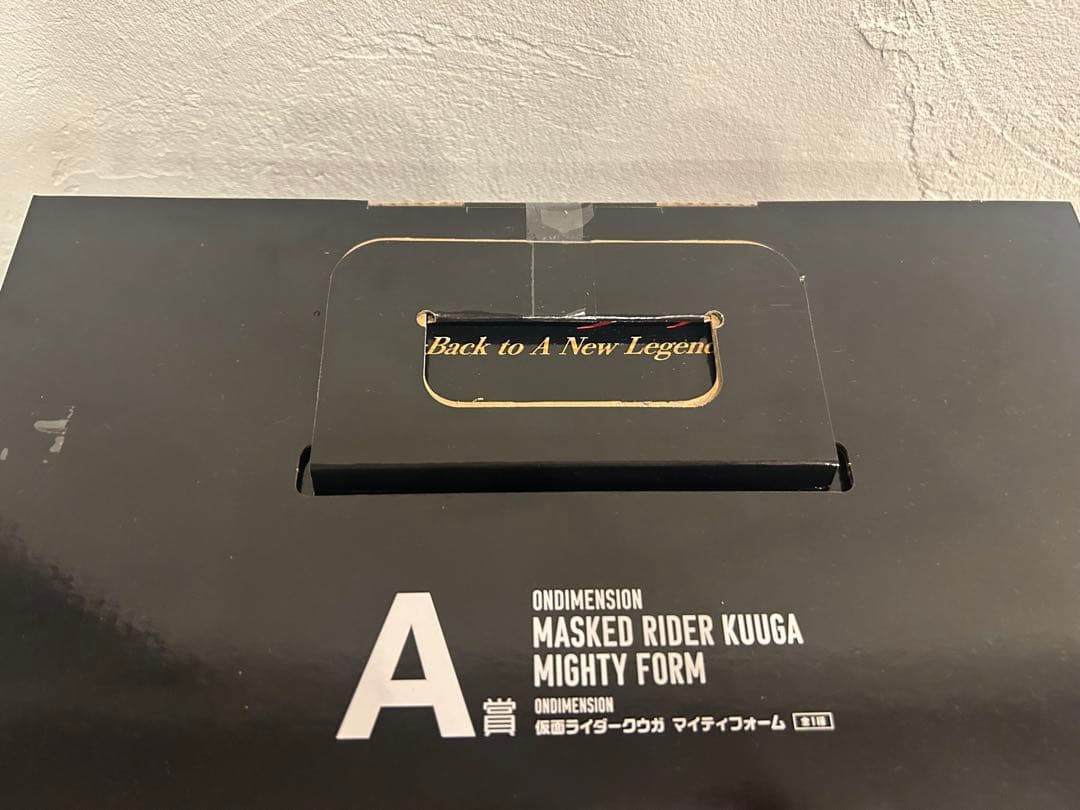 Back to A New Legend
A賞
ONDIMENSION
MASKED RIDER KUUGA
MIGHTY FORM
ONDIMENSION
仮面ライダークウガ マイティフォーム 全1種